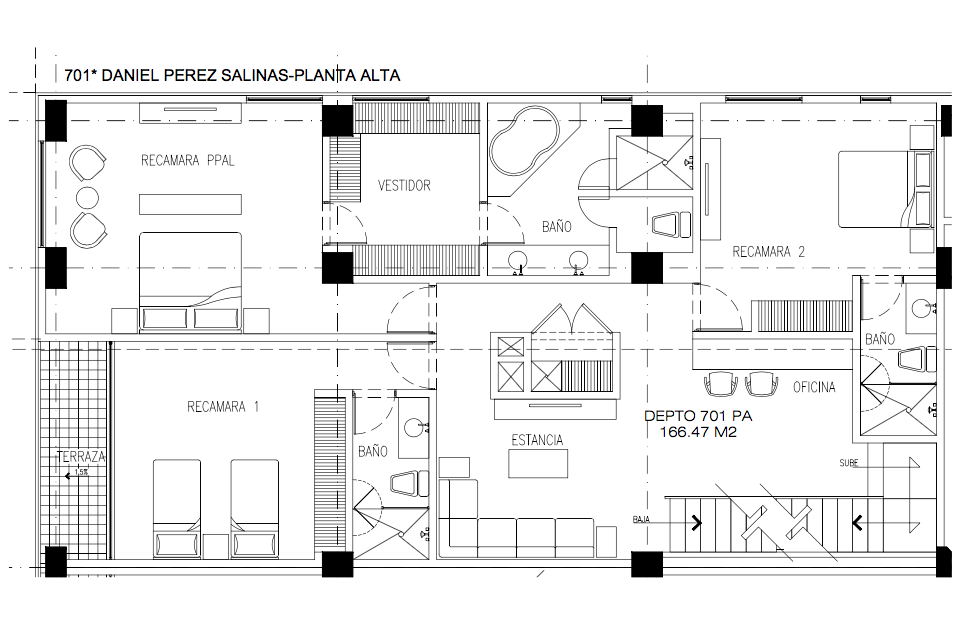 701* DANIEL PEREZ SALINAS-PLANTA ALTA
RECAMARA PPAL
VESTIDOR
BAÑO
RECAMARA 2
BAÑO
OFICINA
RECAMARA 1
DEPTO 701 PA
166.47 M2
ESTANCIA
BAÑO
TERRAZA
1.5%
SUBE
BAJA